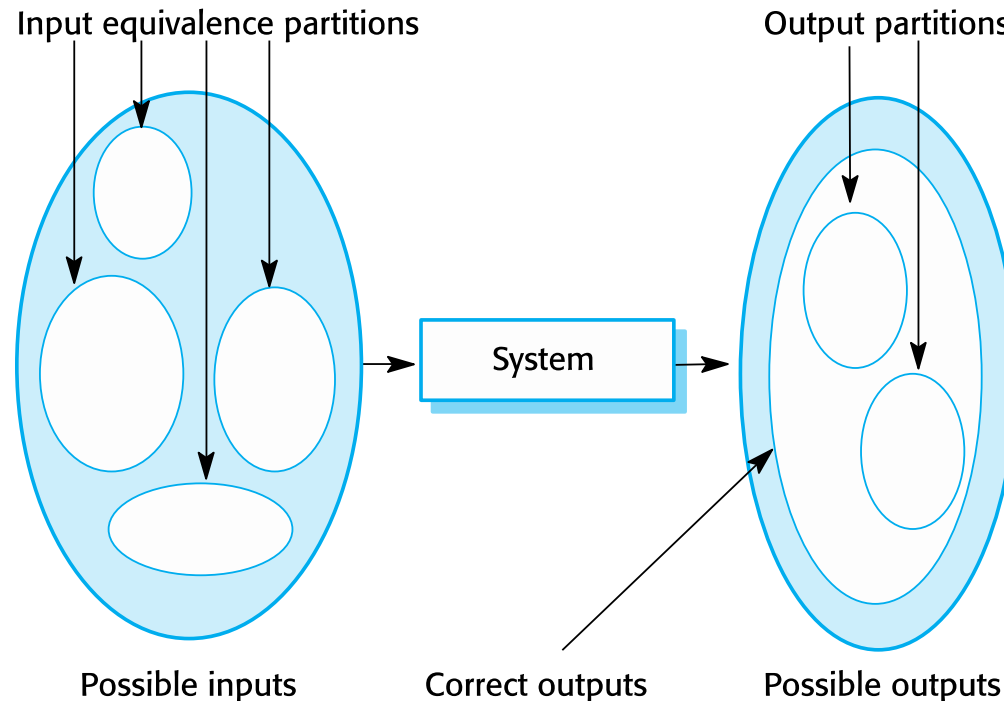 Input equivalence partitions
Output partitions
System
Possible inputs
Correct outputs
Possible outputs